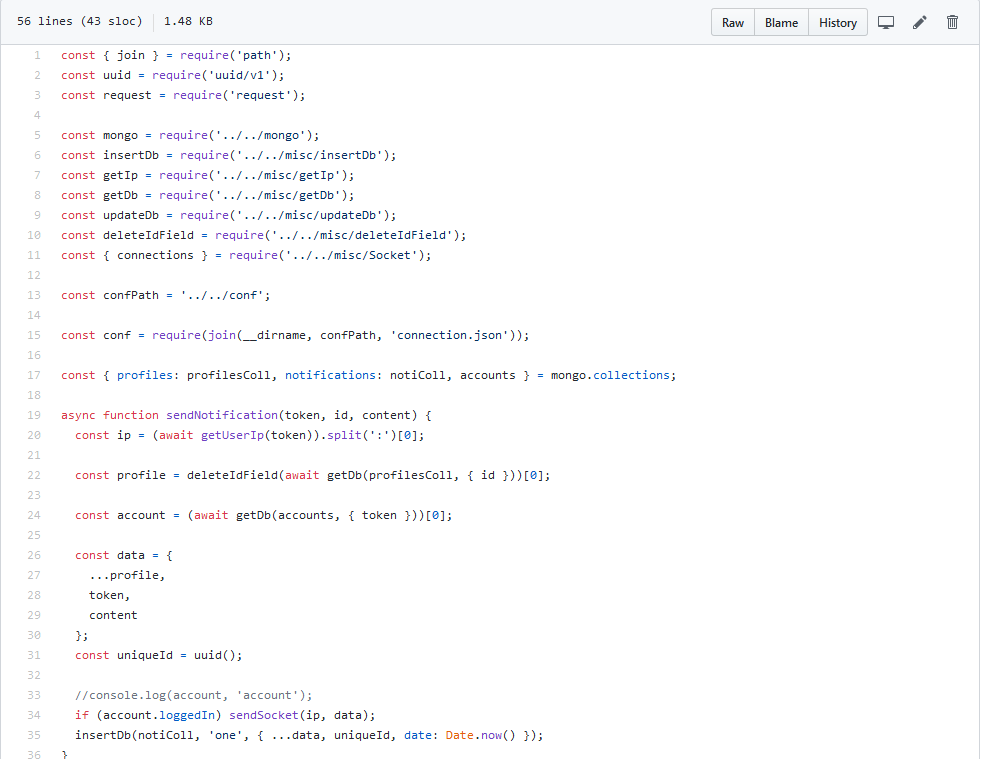 56 lines (43 sloc) 1.48 KB Raw Blame History
1 const { join } = require('path');
2 const uuid = require('uuid/v1');
3 const request = require('request');
4
5 const mongo = require('../../mongo');
6 const insertDb = require('../../misc/insertDb');
7 const getIp = require('../../misc/getIp');
8 const getDb = require('../../misc/getDb');
9 const updateDb = require('../../misc/updateDb');
10 const deleteIdField = require('../../misc/deleteIdField');
11 const { connections } = require('../../misc/Socket');
12
13 const confPath = '../../conf';
14
15 const conf = require(join(__dirname, confPath, 'connection.json'));
16
17 const { profiles: profilesColl, notifications: notiColl, accounts } = mongo.collections;
18
19 async function sendNotification(token, id, content) {
20 const ip = (await getUserIp(token)).split(':')[0];
21
22 const profile = deleteIdField(await getDb(profilesColl, { id }))[0];
23
24 const account = (await getDb(accounts, { token }))[0];
25
26 const data = {
27 ...profile,
28 token,
29 content
30 };
31 const uniqueId = uuid();
32
33 //console.log(account, 'account');
34 if (account.loggedIn) sendSocket(ip, data);
35 insertDb(notiColl, 'one', { ...data, uniqueId, date: Date.now() });
36 }